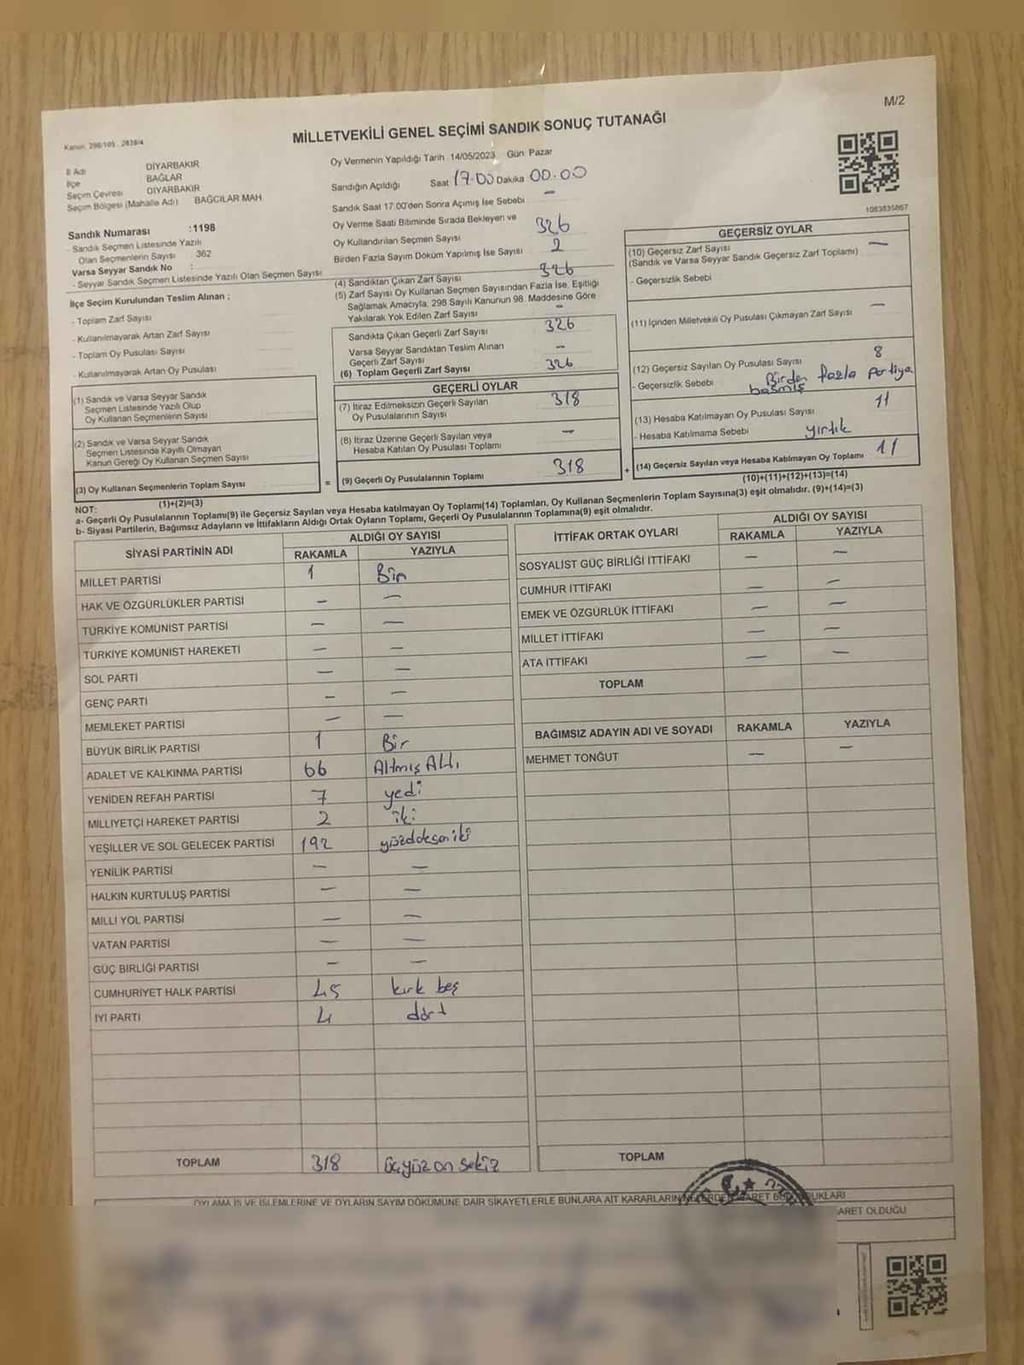 M/2
MİLLETVEKİLİ GENEL SEÇİMİ SANDIK SONUÇ TUTANAĞI
İl Adı DİYARBAKIR
İlçe BAĞLAR
Seçim Çevresi DİYARBAKIR
Seçim Bölgesi (Mahalle Adı) BAĞCILAR MAH
Sandık Numarası :1198
- Sandık Seçmen Listesinde Yazılı
Olan Seçmenlerin Sayısı 362
Varsa Seyyar Sandık No :
- Seyyar Sandık Seçmen Listesinde Yazılı Olan Seçmen Sayısı
İlçe Seçim Kurulundan Teslim Alınan ;
- Toplam Zarf Sayısı
- Kullanılmayarak Artan Zarf Sayısı
- Toplam Oy Pusulası Sayısı
- Kullanılmayarak Artan Oy Pusulası
(1) Sandık ve Varsa Seyyar Sandık
Seçmen Listesinde Yazılı Olup
Oy Kullanan Seçmenlerin Sayısı
(2) Sandık ve Varsa Seyyar Sandık
Seçmen Listesinde Kayıtlı Olmayan
Kanun Gereği Oy Kullanan Seçmen Sayısı
(3) Oy Kullanan Seçmenlerin Toplam Sayısı
(1)+(2)=(3)
Oy Vermenin Yapıldığı Tarih :14/05/2023 Gün: Pazar
Sandığın Açıldığı Saat 17.00 Dakika 00.00
Sandık Saat 17:00'den Sonra Açımış İse Sebebi —
Oy Verme Saati Bitiminde Sırada Bekleyen ve
Oy Kullandırılan Seçmen Sayısı 326
Birden Fazla Sayım Döküm Yapılmış İse Sayısı 2
(4) Sandıktan Çıkan Zarf Sayısı 326
(5) Zarf Sayısı Oy Kullanan Seçmen Sayısından Fazla İse, Eşitliği
Sağlamak Amacıyla, 298 Sayılı Kanunun 98. Maddesine Göre
Yakılarak Yok Edilen Zarf Sayısı —
Sandıkta Çıkan Geçerli Zarf Sayısı 326
Varsa Seyyar Sandıktan Teslim Alınan
Geçerli Zarf Sayısı —
(6) Toplam Geçerli Zarf Sayısı 326
GEÇERLİ OYLAR
(7) İtiraz Edilmeksizin Geçerli Sayılan
Oy Pusulasının Sayısı 318
(8) İtiraz Üzerine Geçerli Sayılan veya
Hesaba Katılan Oy Pusulası Toplamı —
= (9) Geçerli Oy Pusulalarının Toplamı 318
1083835867
GEÇERSİZ OYLAR
(10) Geçersiz Zarf Sayısı —
(Sandık ve Varsa Seyyar Sandık Geçersiz Zarf Toplamı)
- Geçersizlik Sebebi
(11) İçinden Milletvekili Oy Pusulası Çıkmayan Zarf Sayısı —
(12) Geçersiz Sayılan Oy Pusulası Sayısı 8
- Geçersizlik Sebebi Birden fazla Partiya
basmış
(13) Hesaba Katılmayan Oy Pusulası Sayısı 11
- Hesaba Katılmama Sebebi yırtık
+ (14) Geçersiz Sayılan veya Hesaba Katılmayan Oy Toplamı 11
(10)+(11)+(12)+(13)=(14)
NOT:
a- Geçerli Oy Pusulalarının Toplamı(9) ile Geçersiz Sayılan veya Hesaba katılmayan Oy Toplamı(14) Toplamları, Oy Kullanan Seçmenlerin Toplam Sayısına(3) eşit olmalıdır. (9)+(14)=(3)
b- Siyasi Partilerin, Bağımsız Adayların ve İttifakların Aldığı Ortak Oyların Toplamı, Geçerli Oy Pusulalarının Toplamına(9) eşit olmalıdır.
SİYASİ PARTİNİN ADI ALDIĞI OY SAYISI
RAKAMLA YAZIYLA
MİLLET PARTİSİ 1 Bir
HAK VE ÖZGÜRLÜKLER PARTİSİ — —
TÜRKİYE KOMÜNİST PARTİSİ — —
TÜRKİYE KOMÜNİST HAREKETİ — —
SOL PARTİ — —
GENÇ PARTİ — —
MEMLEKET PARTİSİ — —
BÜYÜK BİRLİK PARTİSİ 1 Bir
ADALET VE KALKINMA PARTİSİ 66 Altmış Altı
YENİDEN REFAH PARTİSİ 7 yedi
MİLLİYETÇİ HAREKET PARTİSİ 2 iki
YEŞİLLER VE SOL GELECEK PARTİSİ 192 yüzdoksaniki
YENİLİK PARTİSİ — —
HALKIN KURTULUŞ PARTİSİ — —
MİLLİ YOL PARTİSİ — —
VATAN PARTİSİ — —
GÜÇ BİRLİĞİ PARTİSİ — —
CUMHURİYET HALK PARTİSİ 45 kırk beş
İYİ PARTİ 4 dört
TOPLAM 318 üçyüz on sekiz
İTTİFAK ORTAK OYLARI ALDIĞI OY SAYISI
RAKAMLA YAZIYLA
SOSYALİST GÜÇ BİRLİĞİ İTTİFAKI — —
CUMHUR İTTİFAKI — —
EMEK VE ÖZGÜRLÜK İTTİFAKI — —
MİLLET İTTİFAKI — —
ATA İTTİFAKI — —
TOPLAM
BAĞIMSIZ ADAYIN ADI VE SOYADI RAKAMLA YAZIYLA
MEHMET TONĞUT — —
TOPLAM
OYLAMA İŞ VE İŞLEMLERİNE VE OYLARIN SAYIM DÖKÜMÜNE DAİR ŞİKAYETLERLE BUNLARA AİT KARARLARIN
ARET OLDUĞU